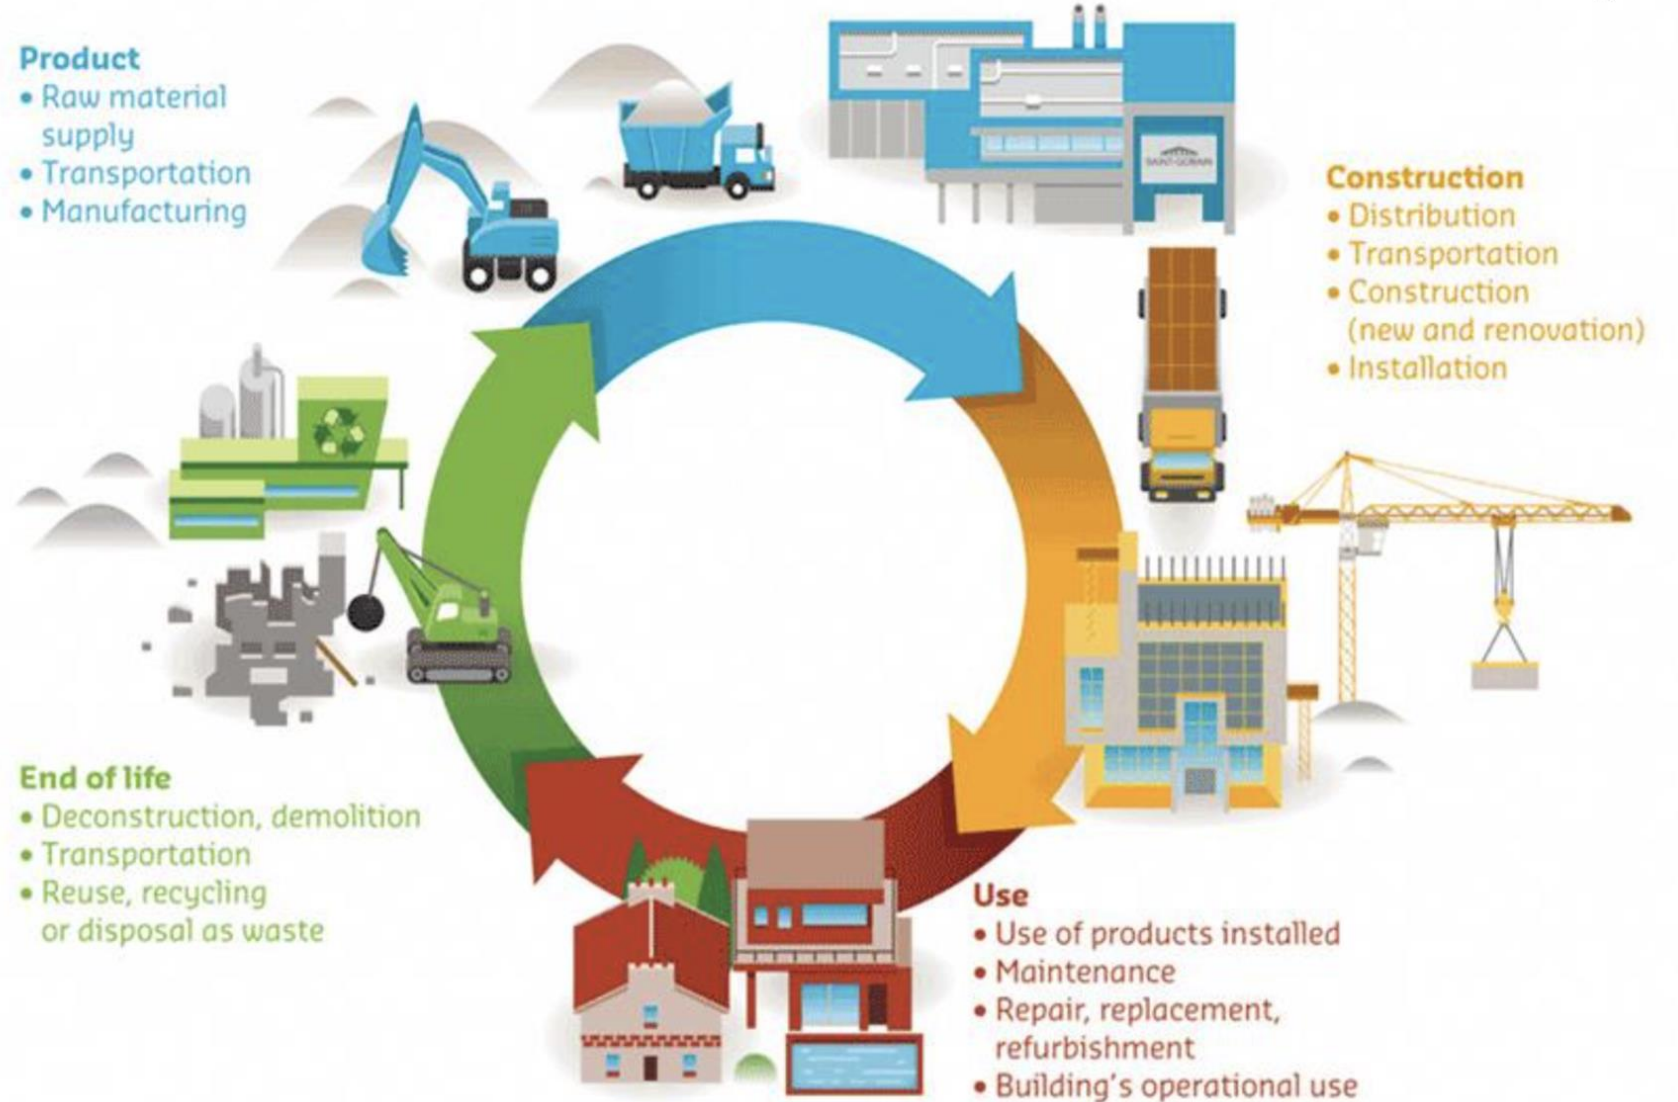 Product
• Raw material
supply
• Transportation
• Manufacturing
SAINT-GOBAIN
Construction
• Distribution
• Transportation
• Construction
(new and renovation)
• Installation
End of life
• Deconstruction, demolition
• Transportation
• Reuse, recycling
or disposal as waste
Use
• Use of products installed
• Maintenance
• Repair, replacement,
refurbishment
• Building's operational use